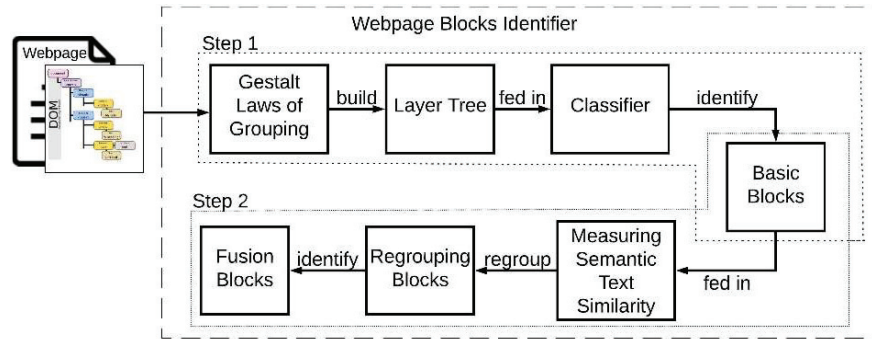 Webpage Blocks Identifier
Webpage
DOM
Step 1
Gestalt
Laws of
Grouping
build
Layer Tree
fed in
Classifier
identify
Basic
Blocks
Step 2
fed in
Measuring
Semantic
Text
Similarity
regroup
Regrouping
Blocks
identify
Fusion
Blocks